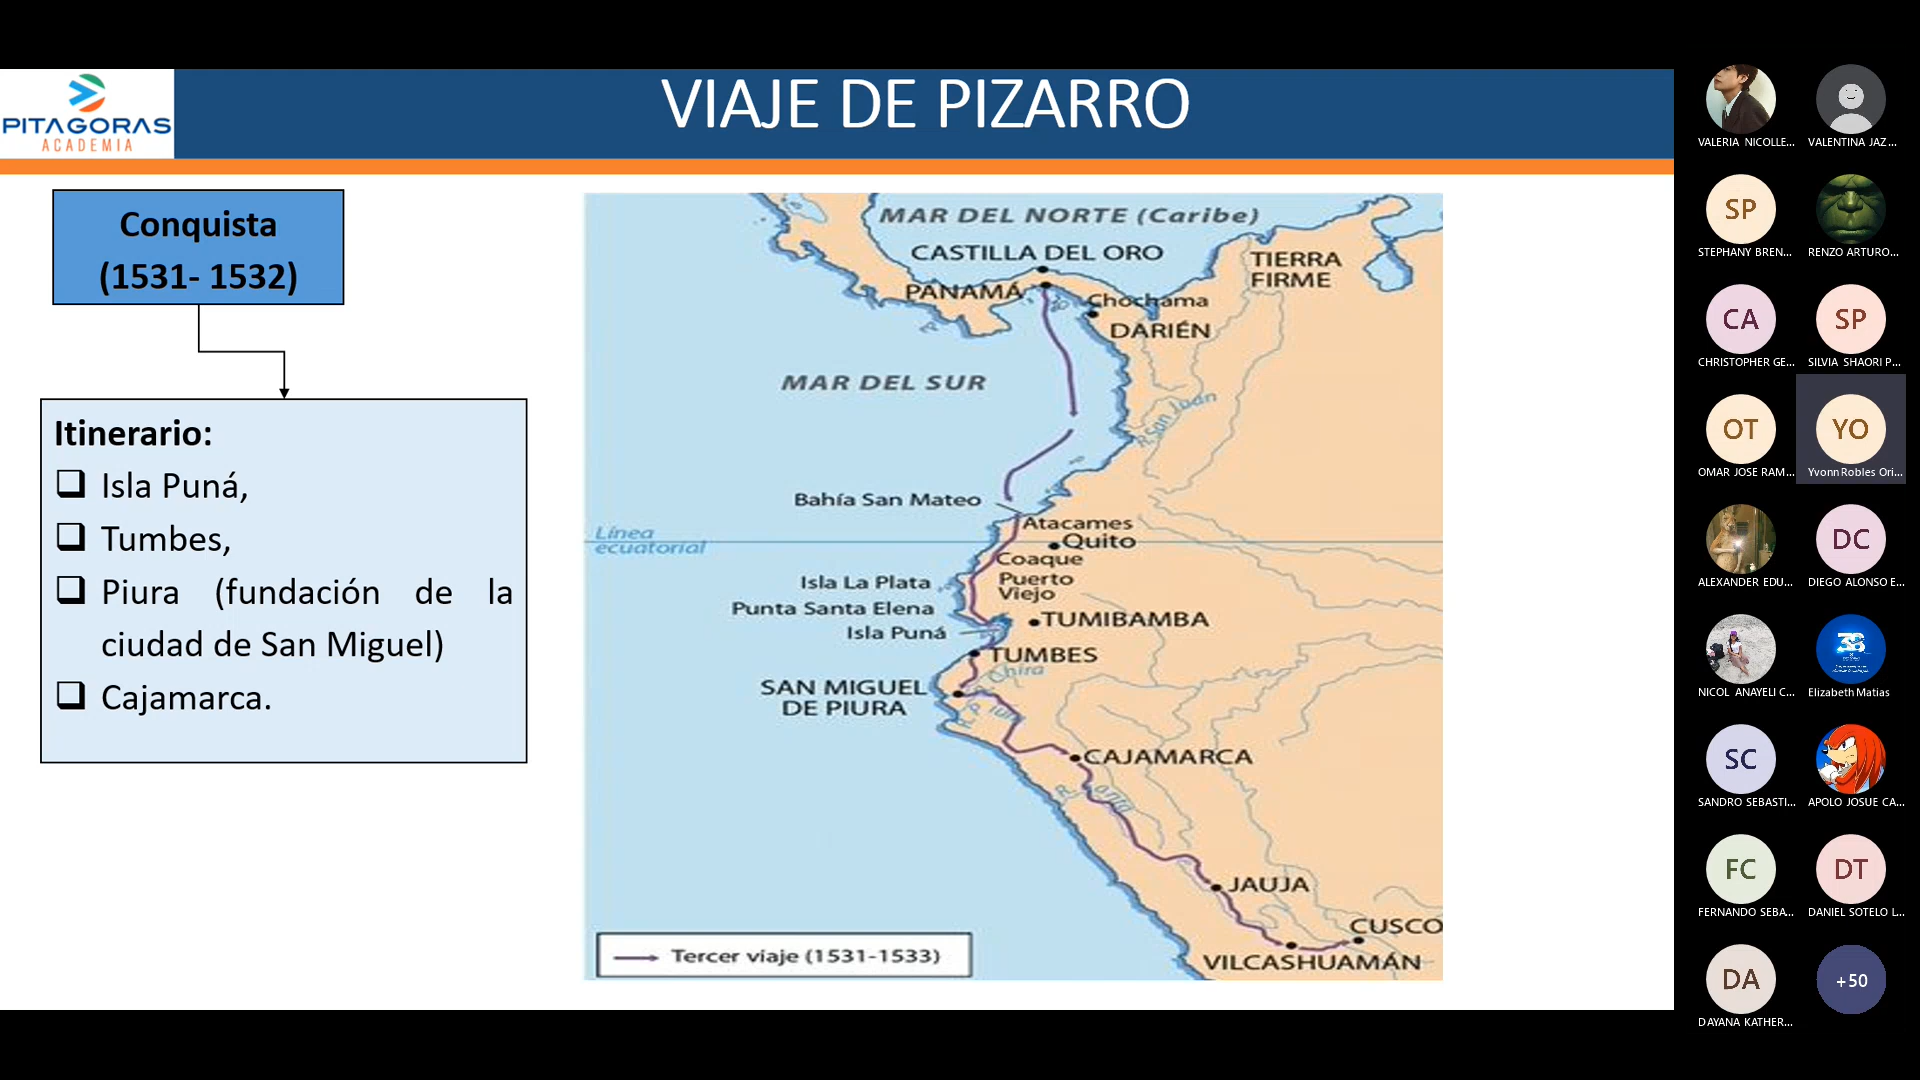 PITAGORAS
ACADEMIA
VIAJE DE PIZARRO
Conquista
(1531- 1532)
Itinerario:
Isla Puná,
Tumbes,
Piura (fundación de la
ciudad de San Miguel)
Cajamarca.
MAR DEL NORTE (Caribe)
CASTILLA DEL ORO
TIERRA
FIRME
PANAMÁ
Chochama
DARIÉN
MAR DEL SUR
R. San Juan
Bahía San Mateo
Atacames
Línea
ecuatorial
Quito
Coaque
Isla La Plata
Puerto
Viejo
Punta Santa Elena
TUMIBAMBA
Isla Puná
TUMBES
Chira
SAN MIGUEL
DE PIURA
CAJAMARCA
JAUJA
CUSCO
VILCASHUAMÁN
Tercer viaje (1531-1533)
VALERIA NICOLLE...
VALENTINA JAZ...
SP
STEPHANY BREN...
RENZO ARTURO...
CA
CHRISTOPHER GE...
SP
SILVIA SHAORI P...
OT
OMAR JOSE RAM...
YO
Yvonn Robles Ori...
ALEXANDER EDU...
DC
DIEGO ALONSO E...
NICOL ANAYELI C...
38
Elizabeth Matias
SC
SANDRO SEBASTI...
APOLO JOSUE CA...
FC
FERNANDO SEBA...
DT
DANIEL SOTELO L...
DA
DAYANA KATHER...
+50